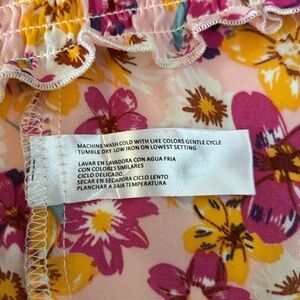 MACHINE WASH COLD WITH LIKE COLORS GENTLE CYCLE
TUMBLE DRY LOW IRON ON LOWEST SETTING
LAVAR EN LAVADORA CON AGUA FRIA
CON COLORES SIMILARES
CICLO DELICADO.
SECAR EN SECADORA CICLO LENTO
PLANCHAR A BAJA TEMPERATURA